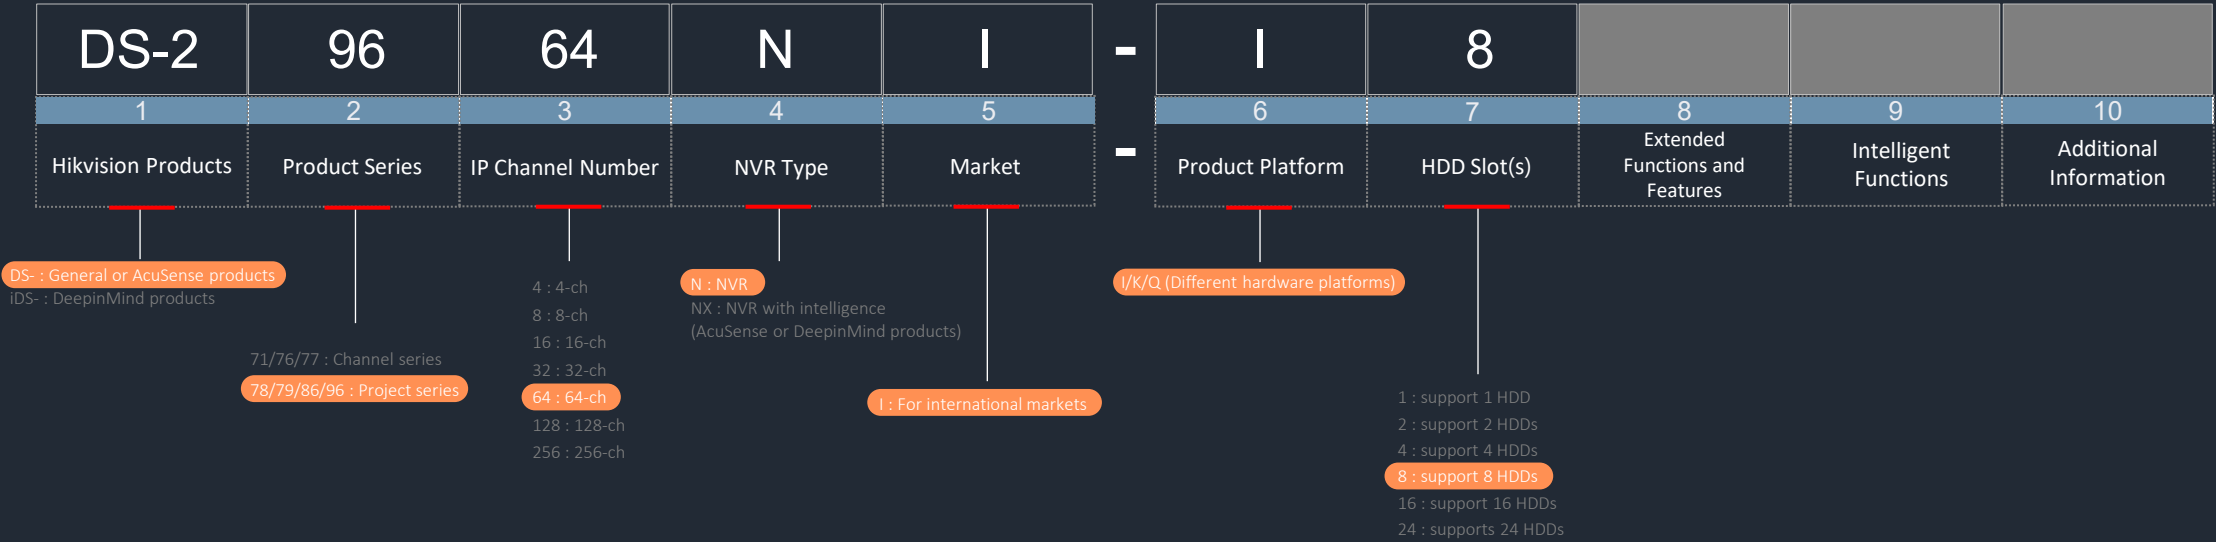 DS-2 96 64 N I - I 8
1 2 3 4 5 6 7 8 9 10
Hikvision Products
Product Series
IP Channel Number
NVR Type
Market
-
Product Platform
HDD Slot(s)
Extended
Functions and
Features
Intelligent
Functions
Additional
Information
DS- : General or AcuSense products
iDS- : DeepinMind products
71/76/77 : Channel series
78/79/86/96 : Project series
4 : 4-ch
8 : 8-ch
16 : 16-ch
32 : 32-ch
64 : 64-ch
128 : 128-ch
256 : 256-ch
N : NVR
NX : NVR with intelligence
(AcuSense or DeepinMind products)
I : For international markets
I/K/Q (Different hardware platforms)
1 : support 1 HDD
2 : support 2 HDDs
4 : support 4 HDDs
8 : support 8 HDDs
16 : support 16 HDDs
24 : supports 24 HDDs